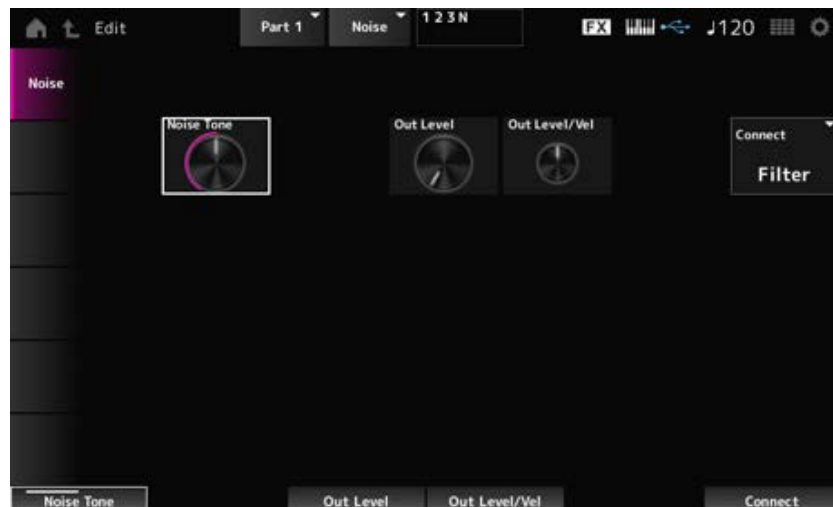 Edit
Part 1
Noise
1 2 3 N
FX
♩120
Noise
Noise Tone
Out Level
Out Level/Vel
Connect
Filter
Noise Tone
Out Level
Out Level/Vel
Connect